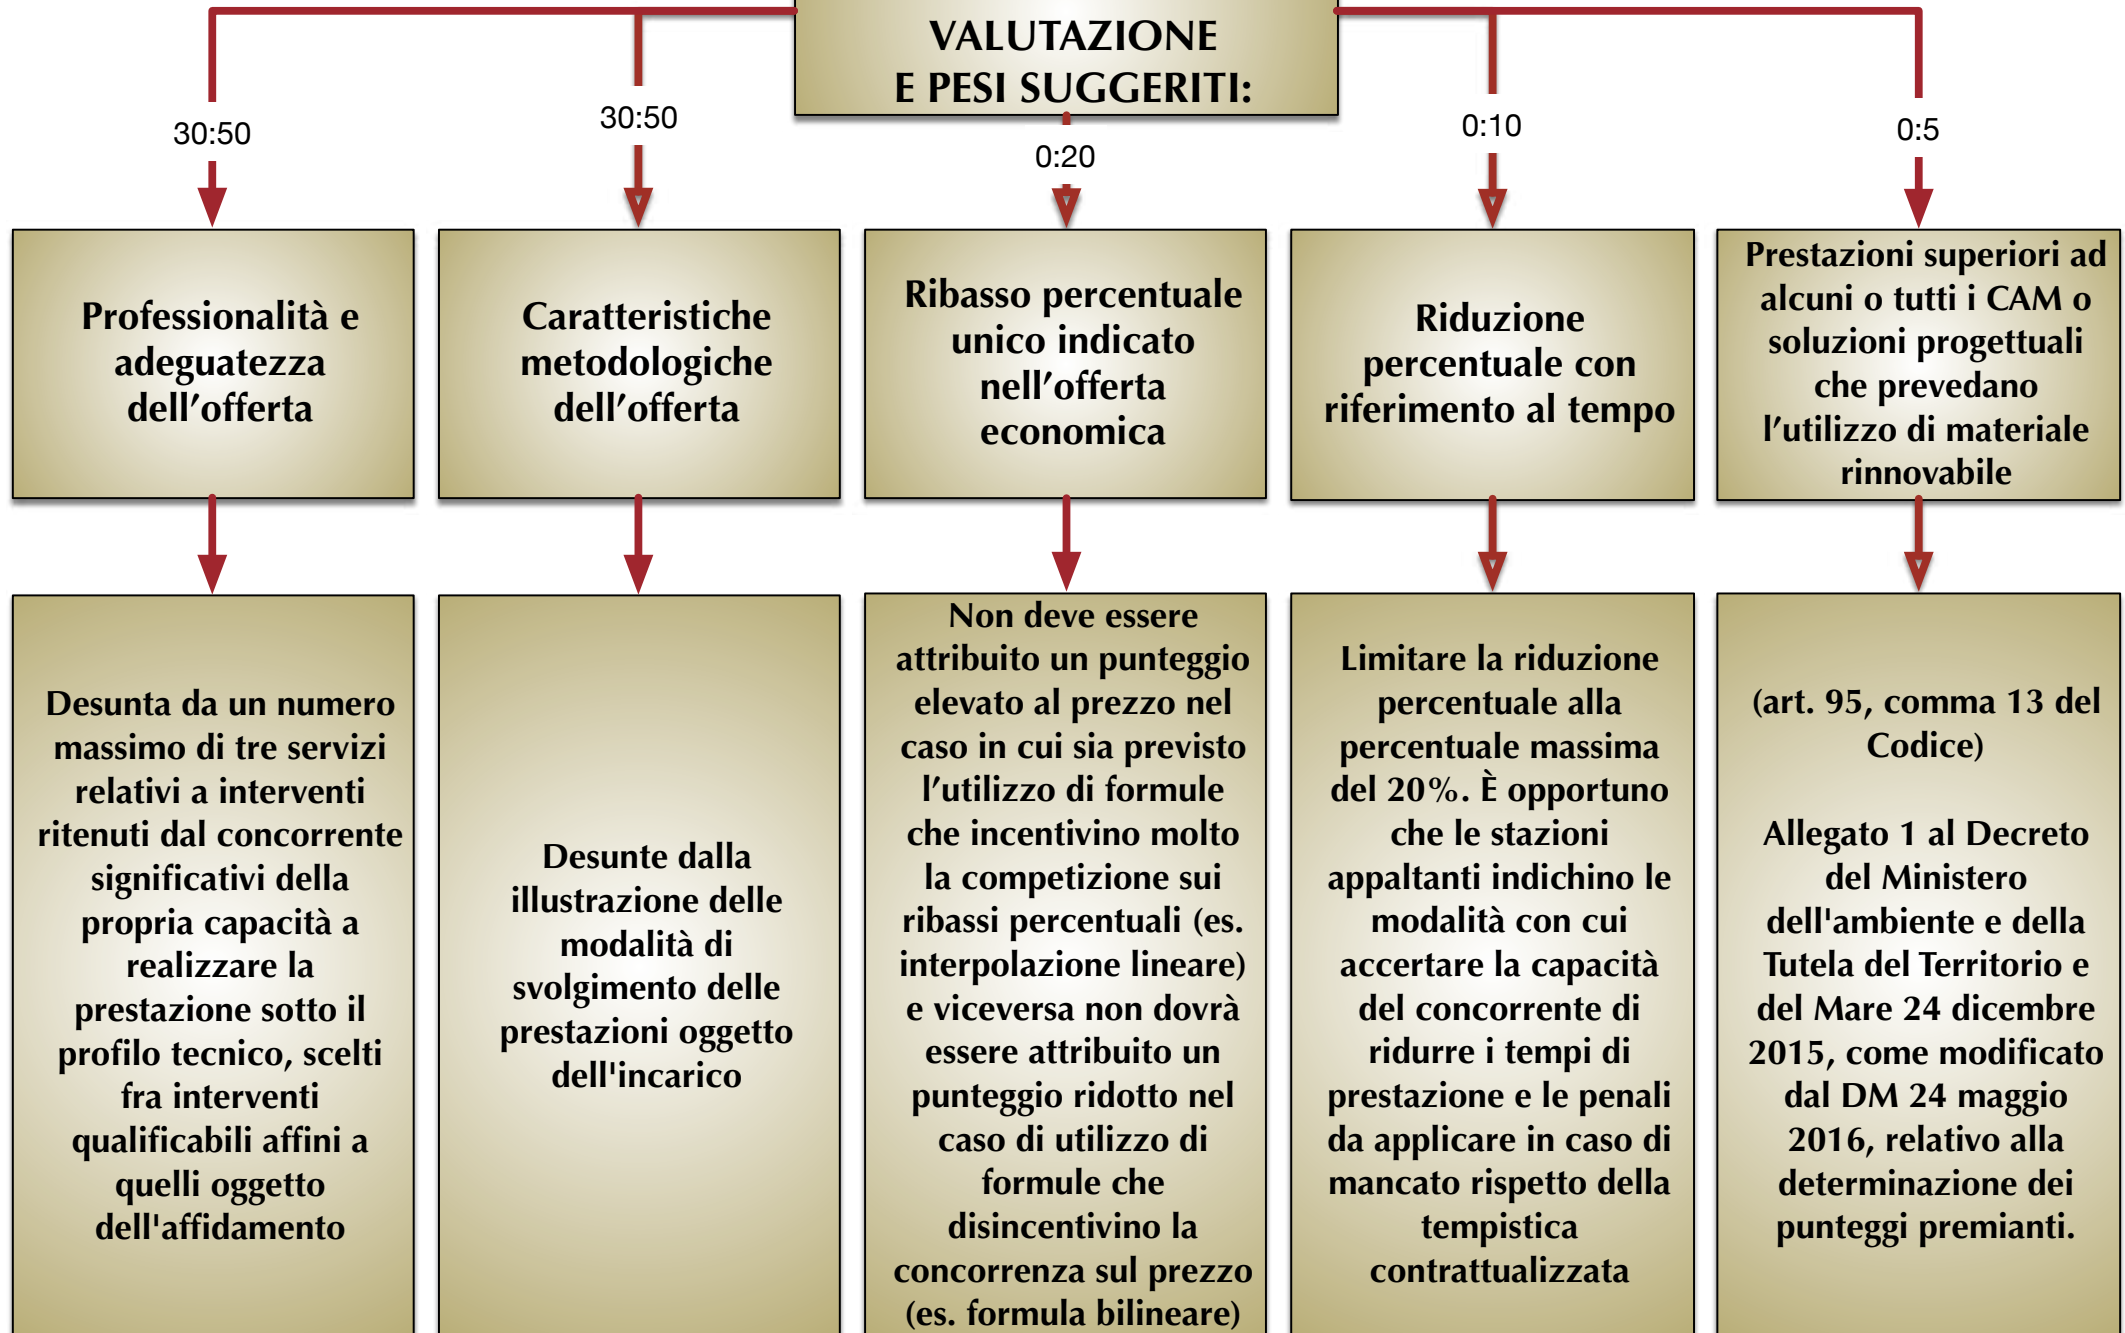 VALUTAZIONE
E PESI SUGGERITI:
30:50
30:50
0:20
0:10
0:5
Professionalità e
adeguatezza
dell’offerta
Caratteristiche
metodologiche
dell’offerta
Ribasso percentuale
unico indicato
nell’offerta
economica
Riduzione
percentuale con
riferimento al tempo
Prestazioni superiori ad
alcuni o tutti i CAM o
soluzioni progettuali
che prevedano
l’utilizzo di materiale
rinnovabile
Desunta da un numero
massimo di tre servizi
relativi a interventi
ritenuti dal concorrente
significativi della
propria capacità a
realizzare la
prestazione sotto il
profilo tecnico, scelti
fra interventi
qualificabili affini a
quelli oggetto
dell'affidamento
Desunte dalla
illustrazione delle
modalità di
svolgimento delle
prestazioni oggetto
dell'incarico
Non deve essere
attribuito un punteggio
elevato al prezzo nel
caso in cui sia previsto
l’utilizzo di formule
che incentivino molto
la competizione sui
ribassi percentuali (es.
interpolazione lineare)
e viceversa non dovrà
essere attribuito un
punteggio ridotto nel
caso di utilizzo di
formule che
disincentivino la
concorrenza sul prezzo
(es. formula bilineare)
Limitare la riduzione
percentuale alla
percentuale massima
del 20%. È opportuno
che le stazioni
appaltanti indichino le
modalità con cui
accertare la capacità
del concorrente di
ridurre i tempi di
prestazione e le penali
da applicare in caso di
mancato rispetto della
tempistica
contrattualizzata
(art. 95, comma 13 del
Codice)
Allegato 1 al Decreto
del Ministero
dell'ambiente e della
Tutela del Territorio e
del Mare 24 dicembre
2015, come modificato
dal DM 24 maggio
2016, relativo alla
determinazione dei
punteggi premianti.